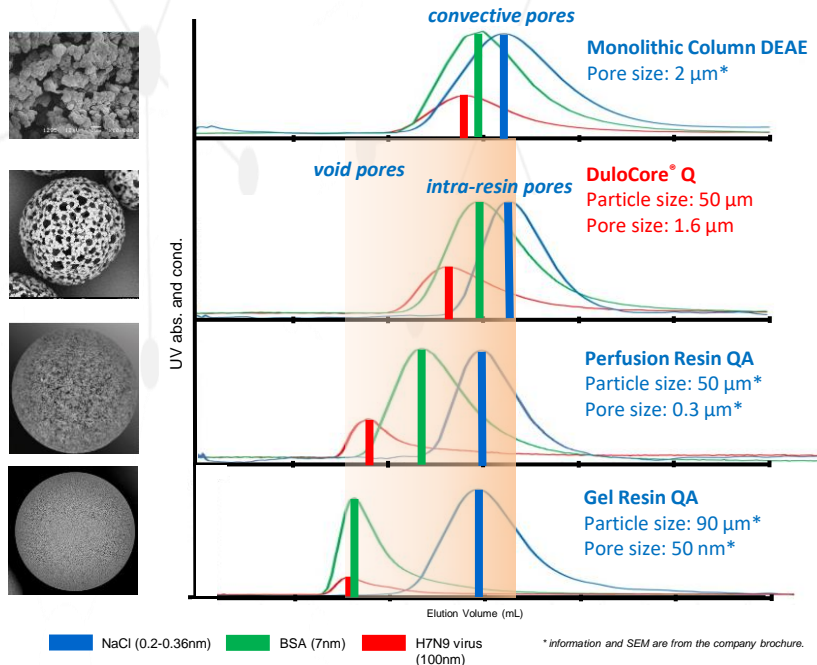 convective pores
Monolithic Column DEAE
Pore size: 2 µm*
void pores
intra-resin pores
DuloCore® Q
Particle size: 50 µm
Pore size: 1.6 µm
UV abs. and cond.
Perfusion Resin QA
Particle size: 50 µm*
Pore size: 0.3 µm*
Gel Resin QA
Particle size: 90 µm*
Pore size: 50 nm*
Elution Volume (mL)
NaCl (0.2-0.36nm)
BSA (7nm)
H7N9 virus
(100nm)
* information and SEM are from the company brochure.